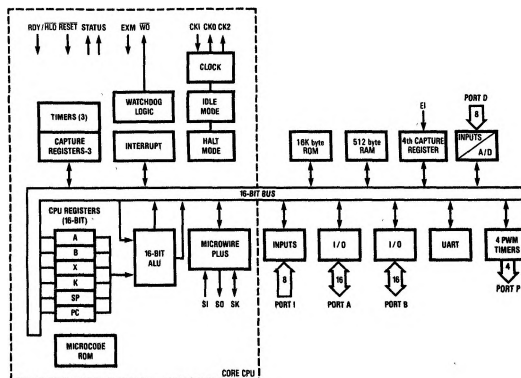 RDY/HLD RESET STATUS EXM WO CKI CKO CK2
CLOCK
TIMERS (3)
CAPTURE
REGISTERS-3
WATCHDOG
LOGIC
IDLE
MODE
INTERRUPT
HALT
MODE
EI
PORT D
8
16K byte
ROM
512 byte
RAM
4th CAPTURE
REGISTER
INPUTS
A/D
16-BIT BUS
CPU REGISTERS
(16-BIT)
A
B
X
K
SP
PC
16-BIT
ALU
MICROWIRE
PLUS
SI SO SK
MICROCODE
ROM
CORE CPU
INPUTS
I/O
I/O
UART
4 PWM
TIMERS
8
16
16
4
PORT I
PORT A
PORT B
PORT P